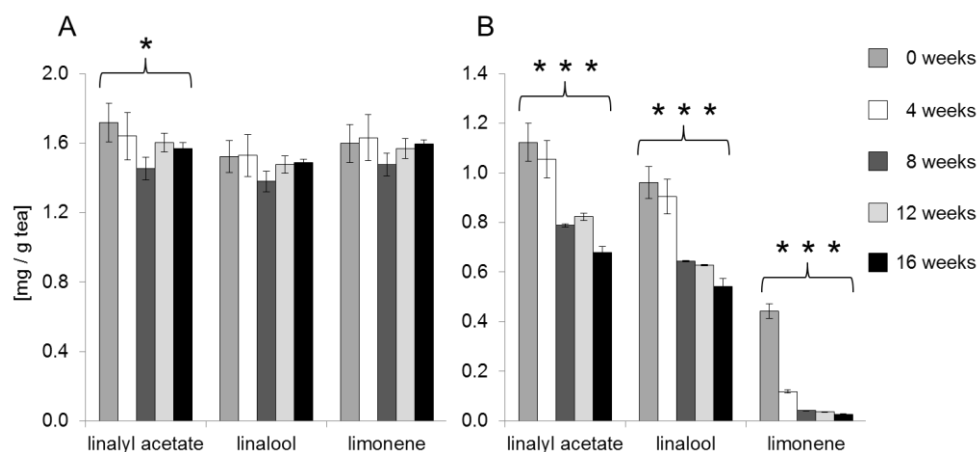 A
B
*
* * *
* * *
* * *
0 weeks
4 weeks
8 weeks
12 weeks
16 weeks
[mg / g tea]
2.0
1.6
1.2
0.8
0.4
0.0
linalyl acetate
linalool
limonene
1.4
1.2
1.0
0.8
0.6
0.4
0.2
0.0
linalyl acetate
linalool
limonene